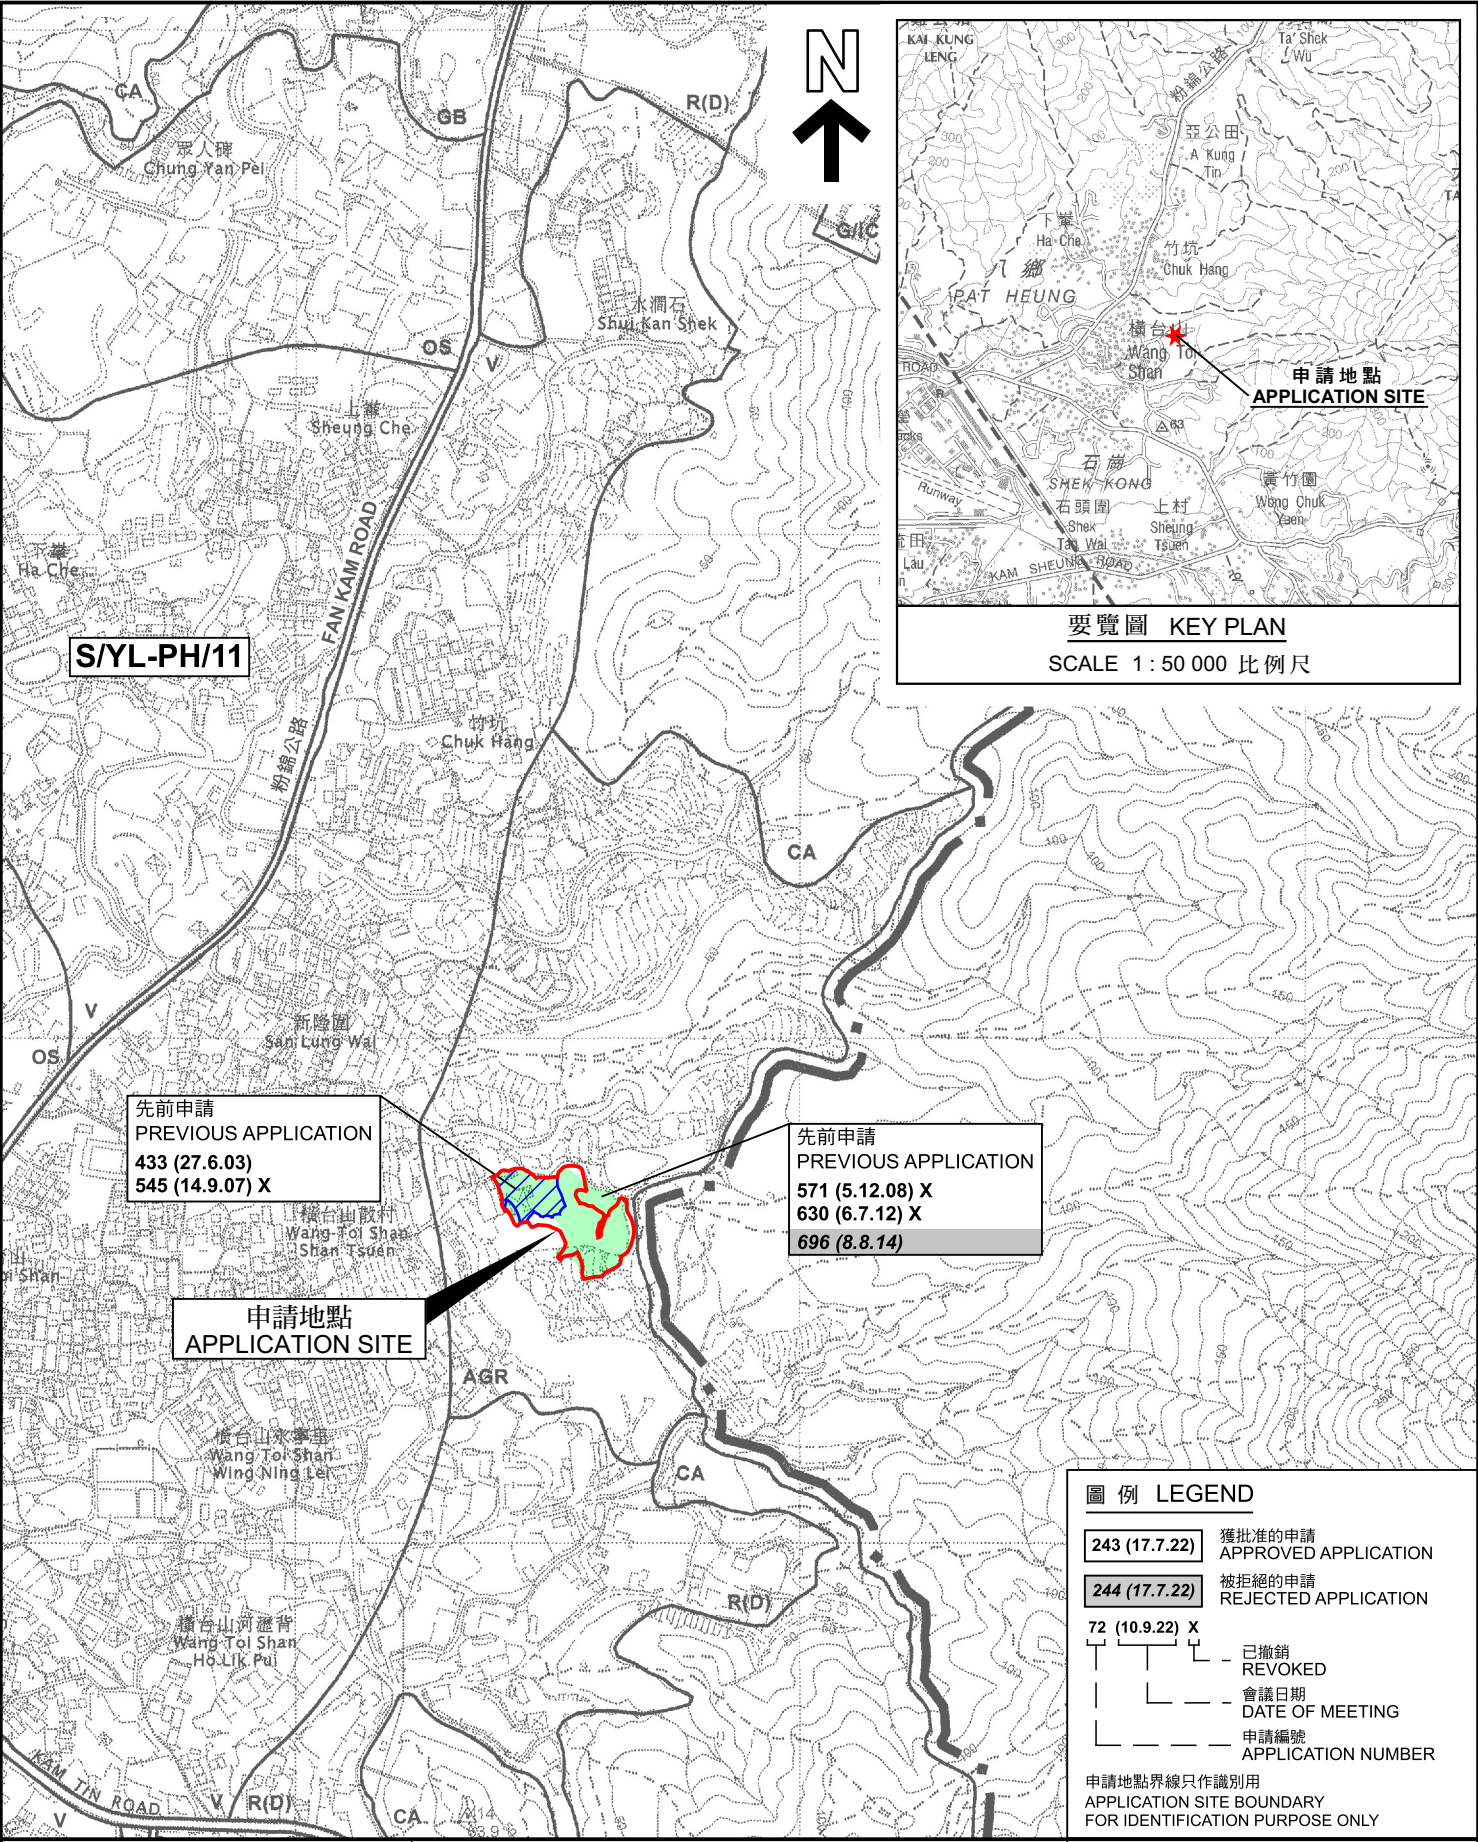 CA
GB
R(D)
眾人碑
Chung Yan Pei
G/IC
水澗石
Shui Kan Shek
OS
V
上輋
Sheung Che
下輋
Ha Che
FAN KAM ROAD
粉錦公路
S/YL-PH/11
竹坑
Chuk Hang
CA
V
OS
新隆圍
San Lung Wai
N
KAI KUNG
LENG
Ta Shek
Wu
粉錦公路
亞公田
A Kung
Tin
下輋
Ha Che
竹坑
Chuk Hang
八鄉
PAT HEUNG
橫台山
Wang Toi
Shan
申請地點
APPLICATION SITE
ROAD
63
石崗
SHEK KONG
Runway
石頭圍
Shek
Tau Wai
上村
Sheung
Tsuen
黃竹園
Wong Chuk
Yuen
Lau
KAM SHEUNG ROAD
要覽圖 KEY PLAN
SCALE 1 : 50 000 比例尺
先前申請
PREVIOUS APPLICATION
433 (27.6.03)
545 (14.9.07) X
先前申請
PREVIOUS APPLICATION
571 (5.12.08) X
630 (6.7.12) X
696 (8.8.14)
橫台山散村
Wang Toi Shan
Shan Tsuen
申請地點
APPLICATION SITE
AGR
橫台山永寧里
Wang Toi Shan
Wing Ning Lei
CA
R(D)
橫台山河瀝背
Wang Toi Shan
Ho Lik Pui
KAM TIN ROAD
V
V
R(D)
CA
圖例 LEGEND
243 (17.7.22)
獲批准的申請
APPROVED APPLICATION
244 (17.7.22)
被拒絕的申請
REJECTED APPLICATION
72 (10.9.22) X
已撤銷
REVOKED
會議日期
DATE OF MEETING
申請編號
APPLICATION NUMBER
申請地點界線只作識別用
APPLICATION SITE BOUNDARY
FOR IDENTIFICATION PURPOSE ONLY